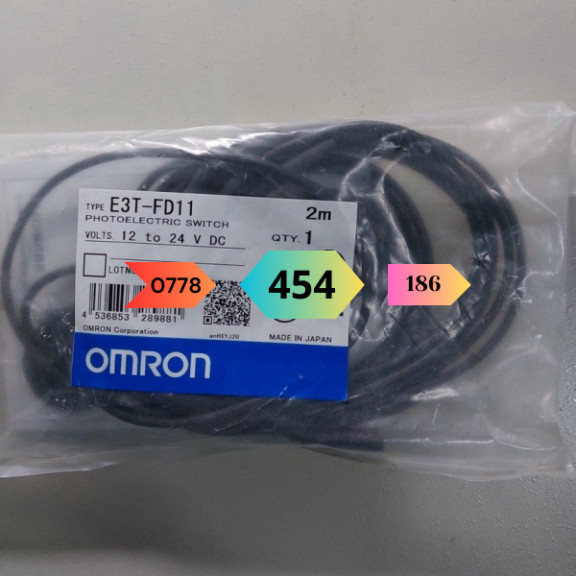 TYPE E3T-FD11
PHOTOELECTRIC SWITCH 2m
VOLTS. 12 to 24 V DC QTY. 1
LOTNO
0778 454 186
4 536853 289881
OMRON Corporation MADE IN JAPAN
OMRON